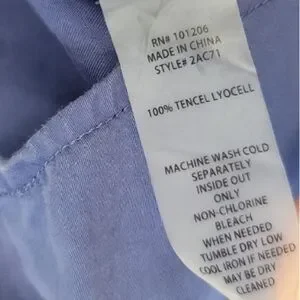 RN# 101206
MADE IN CHINA
STYLE# 2AC71
100% TENCEL LYOCELL
MACHINE WASH COLD
SEPARATELY
INSIDE OUT
ONLY
NON-CHLORINE
BLEACH
WHEN NEEDED
TUMBLE DRY LOW
COOL IRON IF NEEDED
MAY BE DRY
CLEANED